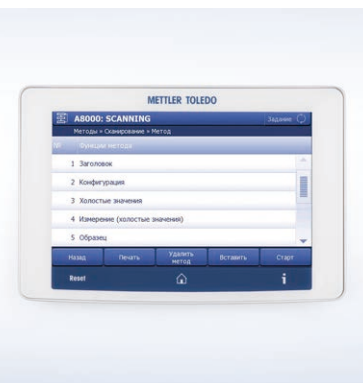 METTLER TOLEDO
A8000: SCANNING
Задание
Методы » Сканирование » Метод
№ Функции метода
1 Заголовок
2 Конфигурация
3 Холостые значения
4 Измерение (холостые значения)
5 Образец
Назад Печать Удалить метод Вставить Старт
Reset i